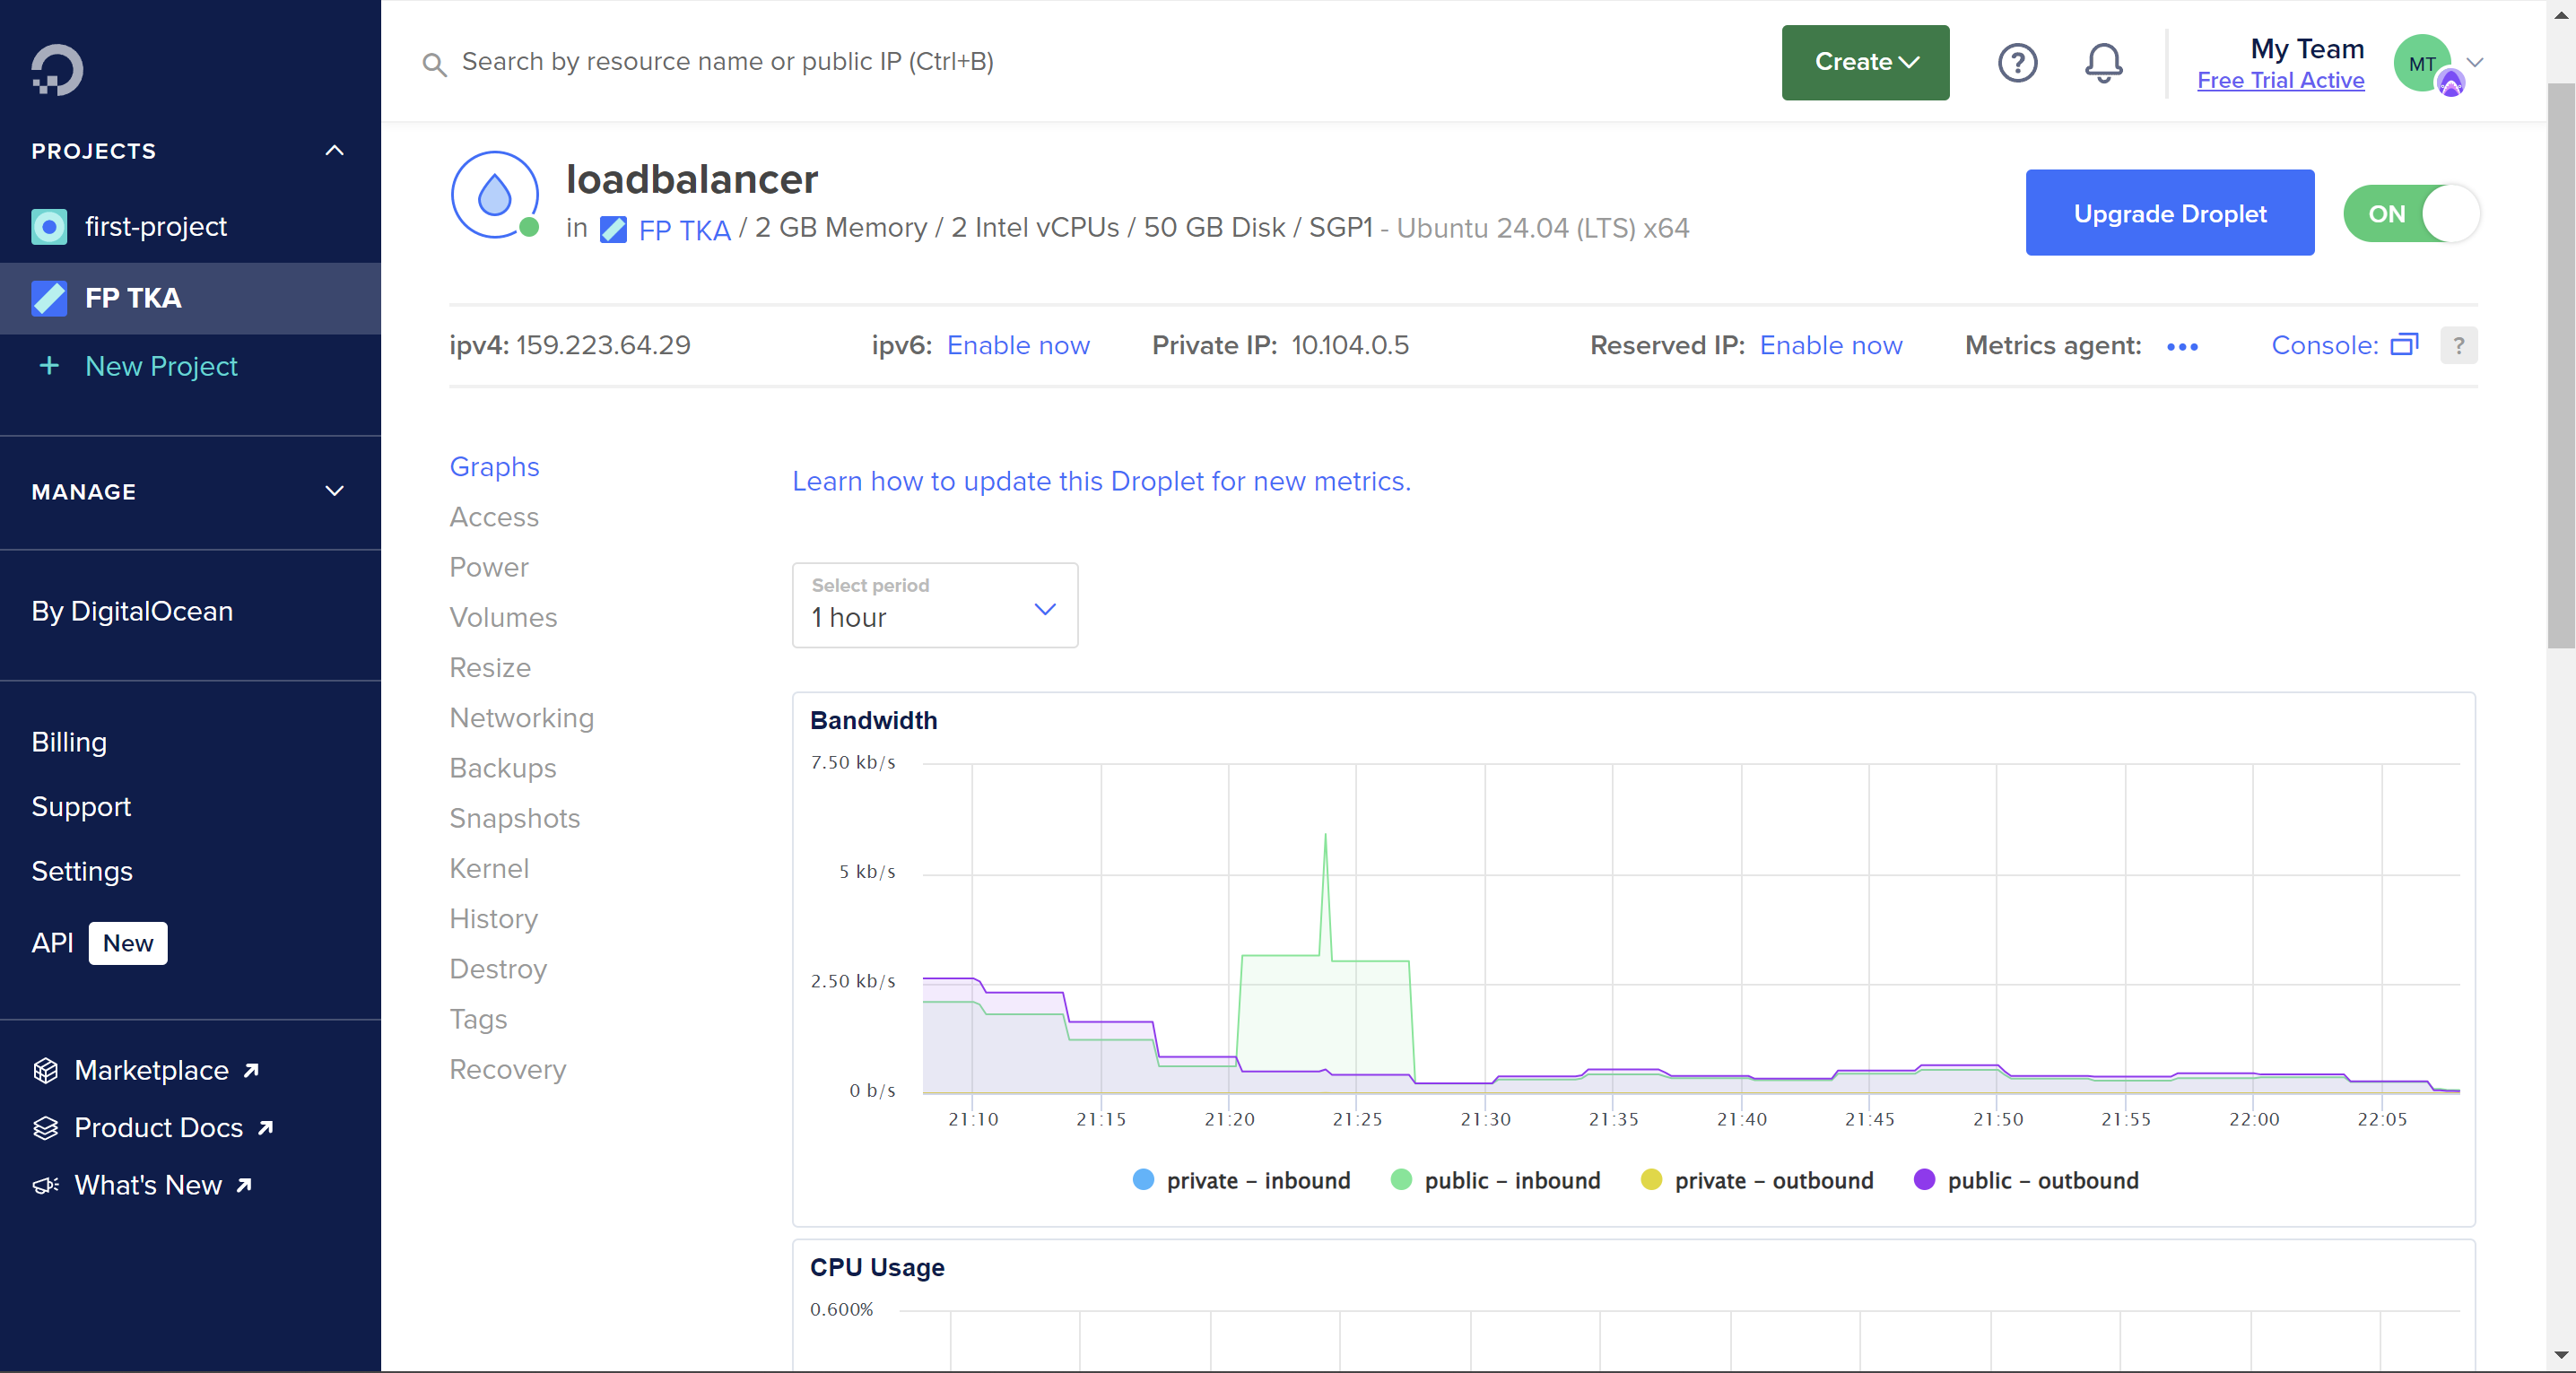 Search by resource name or public IP (Ctrl+B)
Create
?
My Team
Free Trial Active
MT
PROJECTS
first-project
FP TKA
+ New Project
MANAGE
By DigitalOcean
Billing
Support
Settings
API New
Marketplace
Product Docs
What's New
loadbalancer
in FP TKA / 2 GB Memory / 2 Intel vCPUs / 50 GB Disk / SGP1 - Ubuntu 24.04 (LTS) x64
Upgrade Droplet
ON
ipv4: 159.223.64.29 ipv6: Enable now Private IP: 10.104.0.5 Reserved IP: Enable now Metrics agent: ••• Console: ?
Graphs
Access
Power
Volumes
Resize
Networking
Backups
Snapshots
Kernel
History
Destroy
Tags
Recovery
Learn how to update this Droplet for new metrics.
Select period
1 hour
Bandwidth
7.50 kb/s
5 kb/s
2.50 kb/s
0 b/s
21:10 21:15 21:20 21:25 21:30 21:35 21:40 21:45 21:50 21:55 22:00 22:05
private – inbound public – inbound private – outbound public – outbound
CPU Usage
0.600%